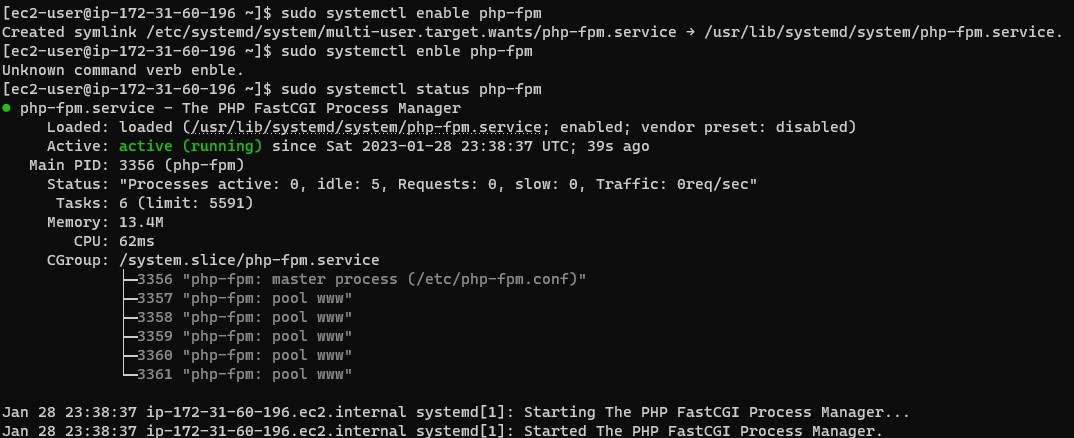 [ec2-user@ip-172-31-60-196 ~]$ sudo systemctl enable php-fpm
Created symlink /etc/systemd/system/multi-user.target.wants/php-fpm.service → /usr/lib/systemd/system/php-fpm.service.
[ec2-user@ip-172-31-60-196 ~]$ sudo systemctl enble php-fpm
Unknown command verb enble.
[ec2-user@ip-172-31-60-196 ~]$ sudo systemctl status php-fpm
● php-fpm.service - The PHP FastCGI Process Manager
     Loaded: loaded (/usr/lib/systemd/system/php-fpm.service; enabled; vendor preset: disabled)
     Active: active (running) since Sat 2023-01-28 23:38:37 UTC; 39s ago
   Main PID: 3356 (php-fpm)
     Status: "Processes active: 0, idle: 5, Requests: 0, slow: 0, Traffic: 0req/sec"
      Tasks: 6 (limit: 5591)
     Memory: 13.4M
        CPU: 62ms
     CGroup: /system.slice/php-fpm.service
             ├─3356 "php-fpm: master process (/etc/php-fpm.conf)"
             ├─3357 "php-fpm: pool www"
             ├─3358 "php-fpm: pool www"
             ├─3359 "php-fpm: pool www"
             ├─3360 "php-fpm: pool www"
             └─3361 "php-fpm: pool www"
Jan 28 23:38:37 ip-172-31-60-196.ec2.internal systemd[1]: Starting The PHP FastCGI Process Manager...
Jan 28 23:38:37 ip-172-31-60-196.ec2.internal systemd[1]: Started The PHP FastCGI Process Manager.